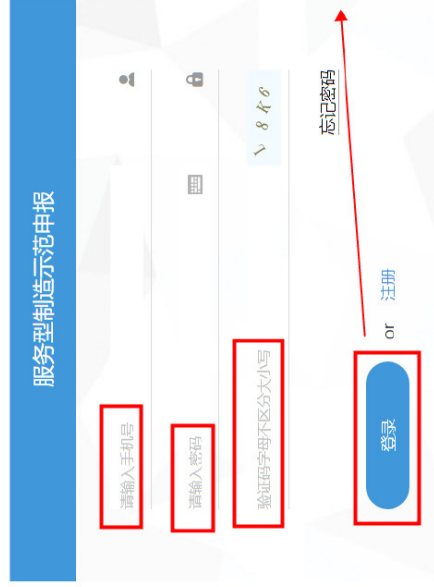 服务型制造示范申报
请输入手机号
请输入密码
验证码字母不区分大小写
忘记密码
登录 or 注册